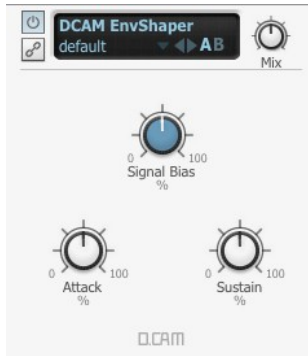 DCAM EnvShaper
default AB
Mix
0 100
Signal Bias
%
0 100 0 100
Attack Sustain
% %
D.CAM